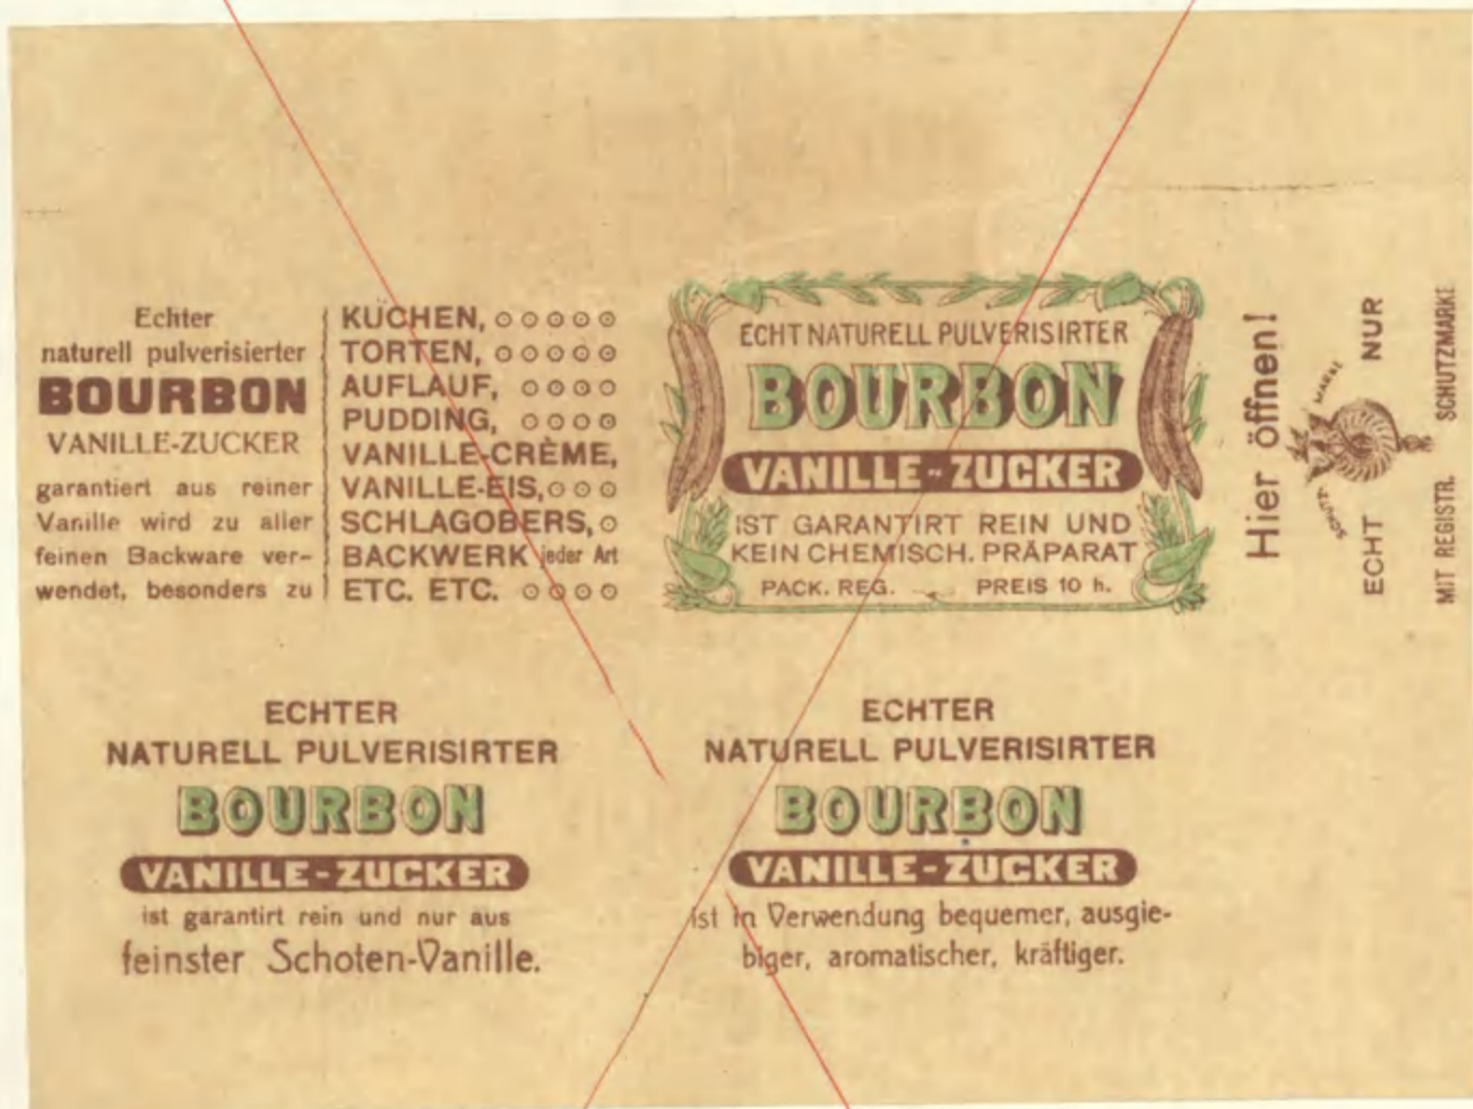 Echter
naturell pulverisierter
BOURBON
VANILLE-ZUCKER
garantiert aus reiner
Vanille wird zu aller
feinen Backware ver-
wendet, besonders zu
KUCHEN,
TORTEN,
AUFLAUF,
PUDDING,
VANILLE-CRÈME,
VANILLE-EIS,
SCHLAGOBERS,
BACKWERK jeder Art
ETC. ETC.
ECHT NATURELL PULVERISIRTER
BOURBON
VANILLE-ZUCKER
IST GARANTIRT REIN UND
KEIN CHEMISCH. PRÄPARAT
PACK. REG. PREIS 10 h.
Hier öffnen!
SCHUTZ MARKE
ECHT NUR
MIT REGISTR. SCHUTZMARKE
ECHTER
NATURELL PULVERISIRTER
BOURBON
VANILLE-ZUCKER
ist garantirt rein und nur aus
feinster Schoten-Vanille.
ECHTER
NATURELL PULVERISIRTER
BOURBON
VANILLE-ZUCKER
ist in Verwendung bequemer, ausgie-
biger, aromatischer, kräftiger.